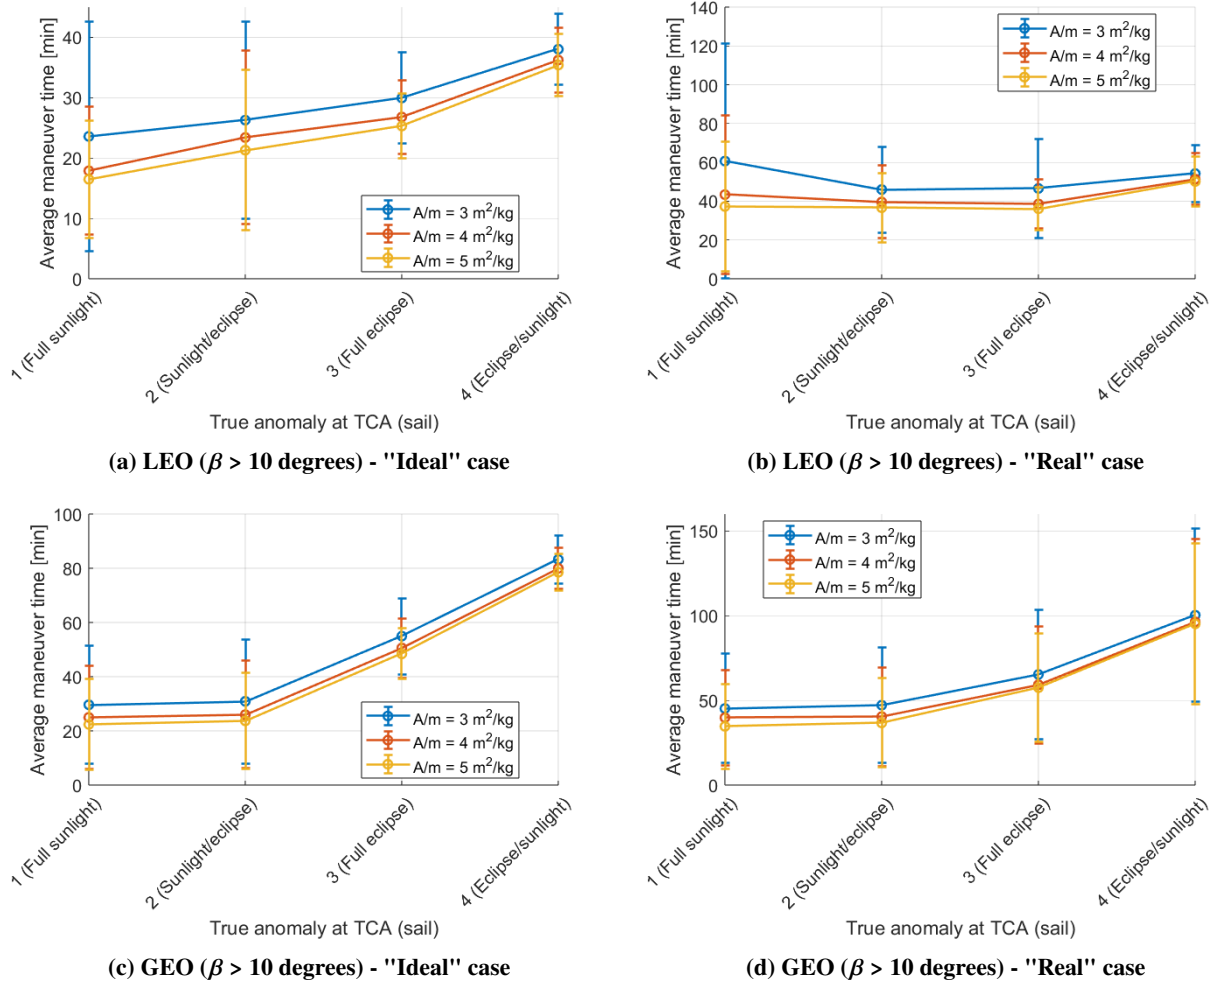 Average maneuver time [min]
40
30
20
10
0
A/m = 3 m²/kg
A/m = 4 m²/kg
A/m = 5 m²/kg
1 (Full sunlight)
2 (Sunlight/eclipse)
3 (Full eclipse)
4 (Eclipse/sunlight)
True anomaly at TCA (sail)
(a) LEO (β > 10 degrees) - "Ideal" case
Average maneuver time [min]
140
120
100
80
60
40
20
0
A/m = 3 m²/kg
A/m = 4 m²/kg
A/m = 5 m²/kg
1 (Full sunlight)
2 (Sunlight/eclipse)
3 (Full eclipse)
4 (Eclipse/sunlight)
True anomaly at TCA (sail)
(b) LEO (β > 10 degrees) - "Real" case
Average maneuver time [min]
100
80
60
40
20
0
A/m = 3 m²/kg
A/m = 4 m²/kg
A/m = 5 m²/kg
1 (Full sunlight)
2 (Sunlight/eclipse)
3 (Full eclipse)
4 (Eclipse/sunlight)
True anomaly at TCA (sail)
(c) GEO (β > 10 degrees) - "Ideal" case
Average maneuver time [min]
150
100
50
0
A/m = 3 m²/kg
A/m = 4 m²/kg
A/m = 5 m²/kg
1 (Full sunlight)
2 (Sunlight/eclipse)
3 (Full eclipse)
4 (Eclipse/sunlight)
True anomaly at TCA (sail)
(d) GEO (β > 10 degrees) - "Real" case